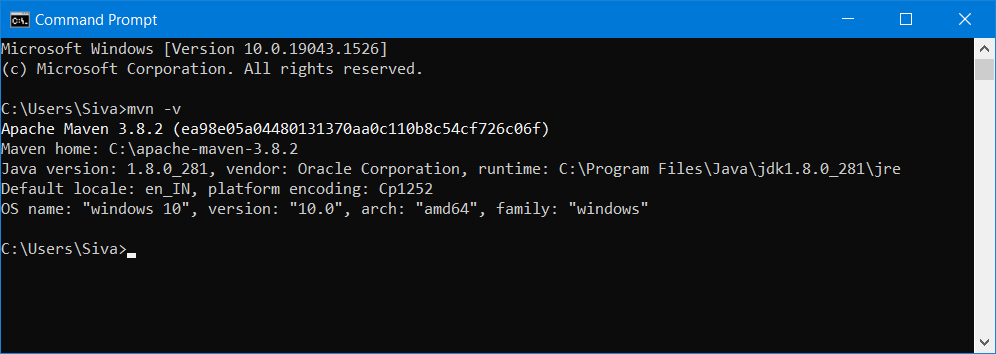 Command Prompt
Microsoft Windows [Version 10.0.19043.1526]
(c) Microsoft Corporation. All rights reserved.
C:\Users\Siva>mvn -v
Apache Maven 3.8.2 (ea98e05a04480131370aa0c110b8c54cf726c06f)
Maven home: C:\apache-maven-3.8.2
Java version: 1.8.0_281, vendor: Oracle Corporation, runtime: C:\Program Files\Java\jdk1.8.0_281\jre
Default locale: en_IN, platform encoding: Cp1252
OS name: "windows 10", version: "10.0", arch: "amd64", family: "windows"
C:\Users\Siva>